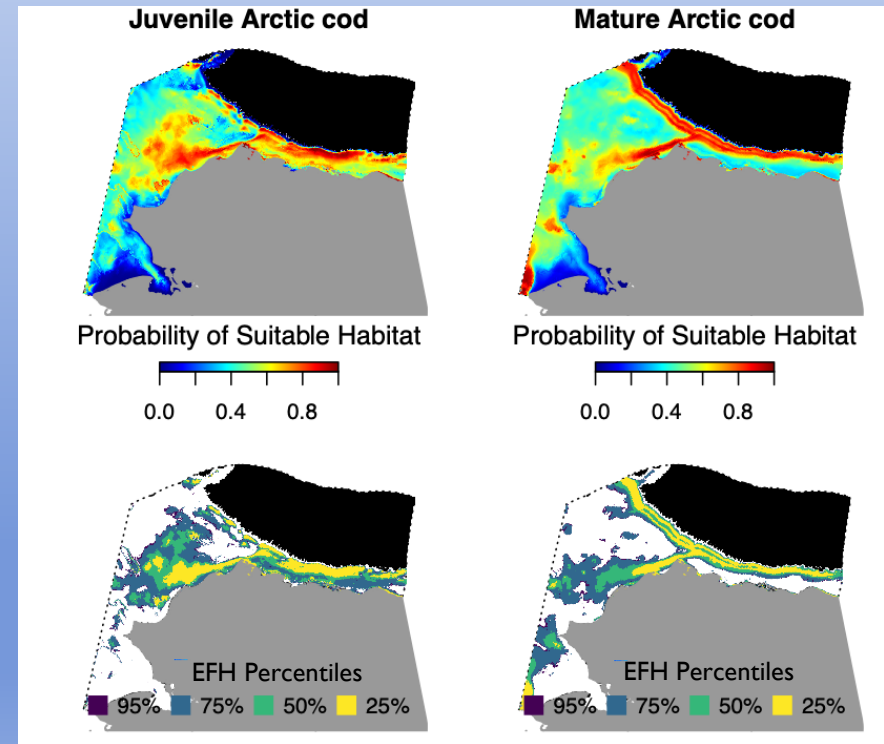 Juvenile Arctic cod
Mature Arctic cod
Probability of Suitable Habitat
0.0 0.4 0.8
Probability of Suitable Habitat
0.0 0.4 0.8
EFH Percentiles
95% 75% 50% 25%
EFH Percentiles
95% 75% 50% 25%